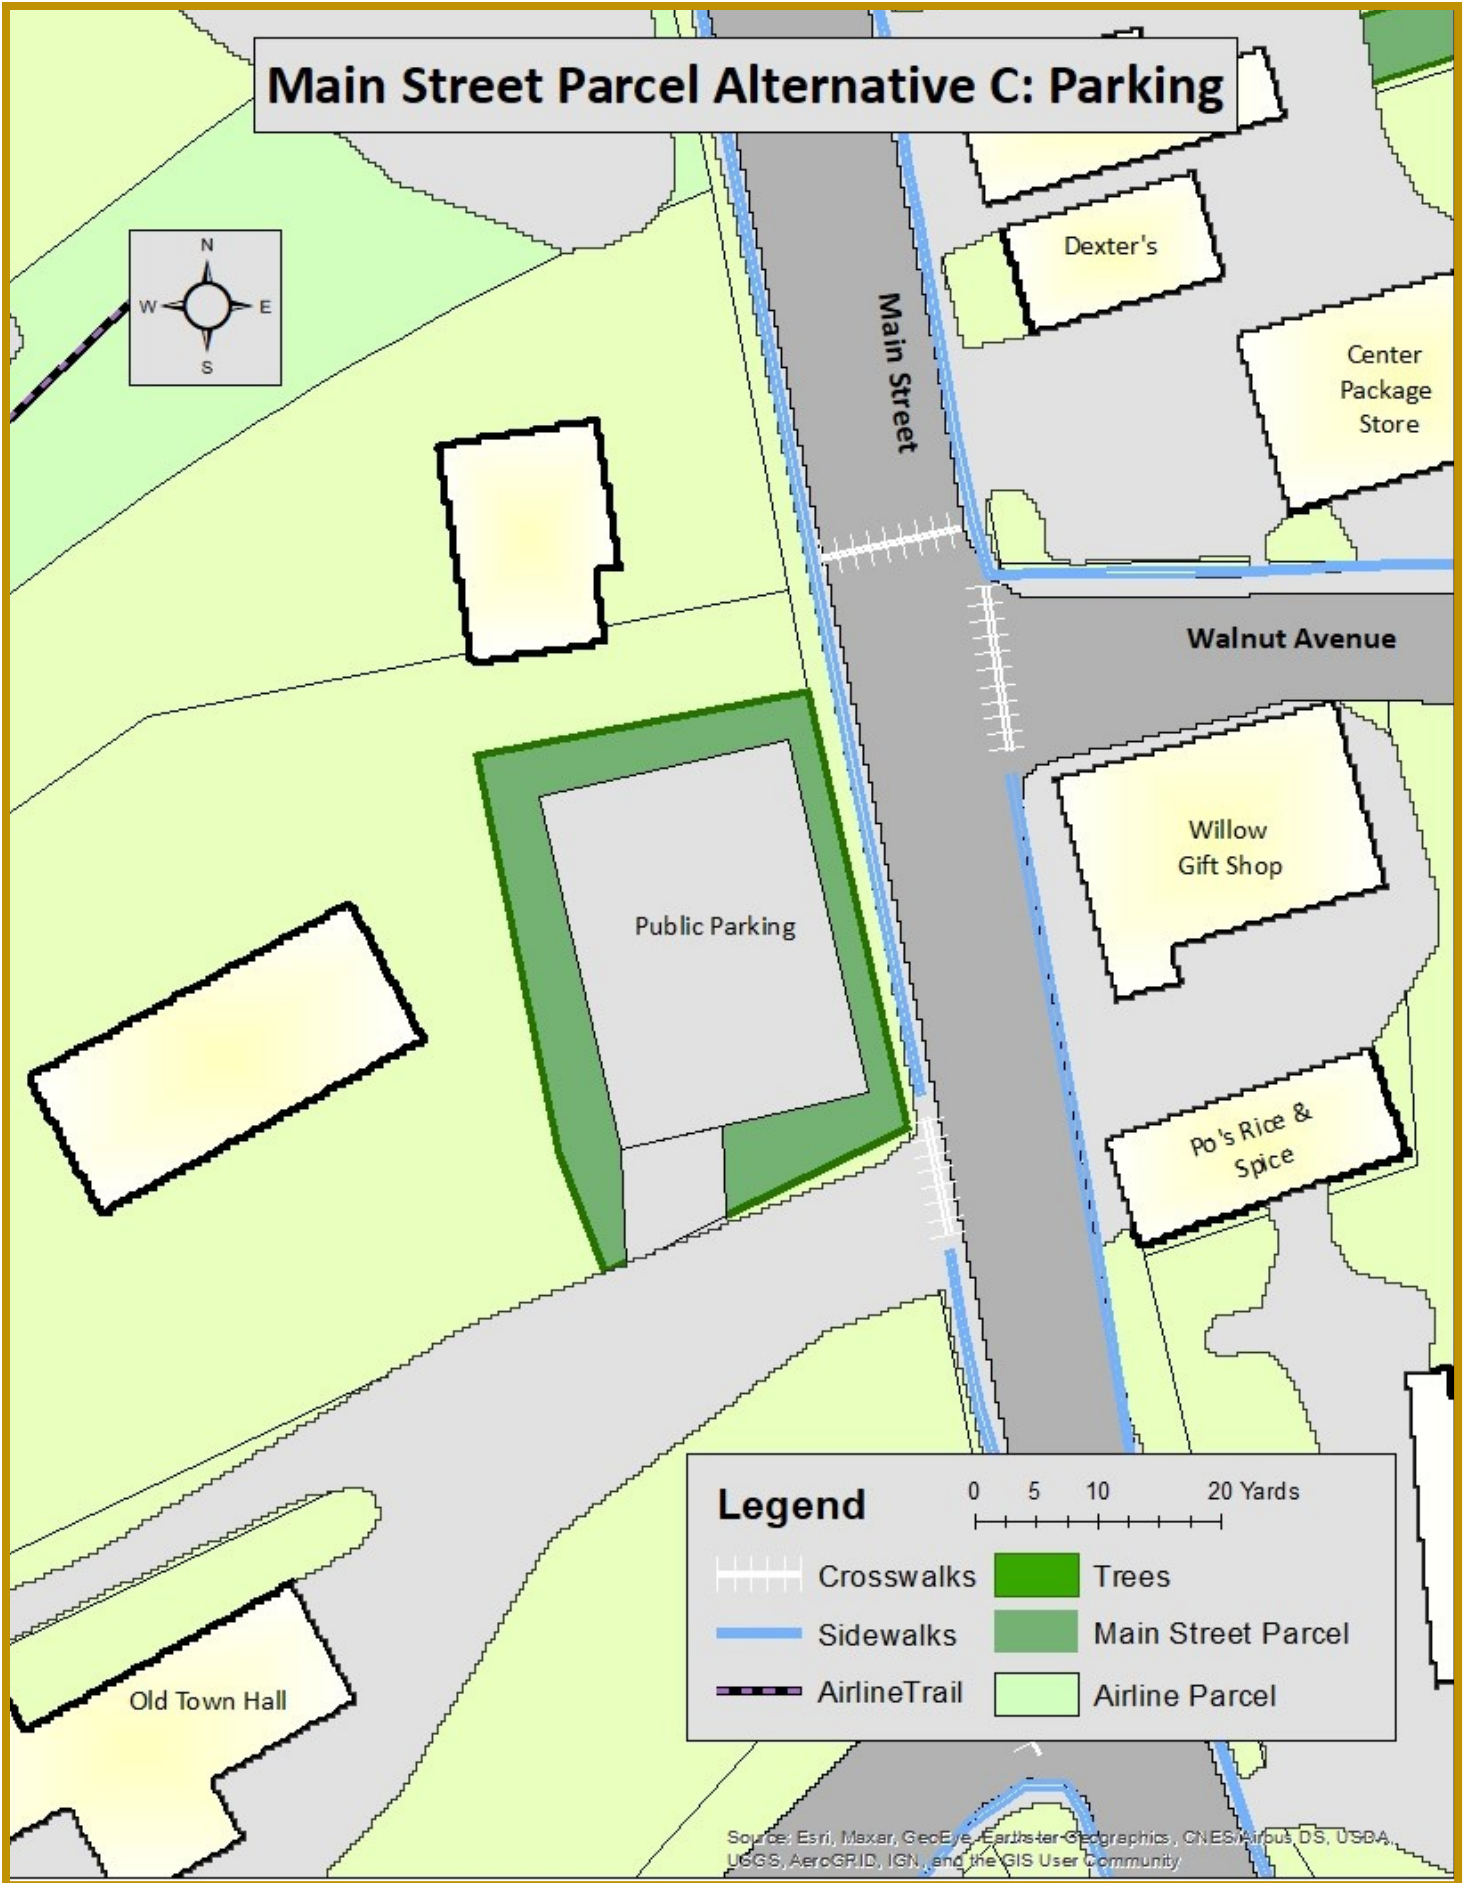 Main Street Parcel Alternative C: Parking
N
W
E
S
Dexter's
Main Street
Center
Package
Store
Walnut Avenue
Willow
Gift Shop
Public Parking
Po's Rice &
Spice
Legend
0 5 10 20 Yards
Crosswalks
Trees
Sidewalks
Main Street Parcel
AirlineTrail
Airline Parcel
Old Town Hall
Source: Esri, Maxar, GeoEye, Earthstar Geographics, CNES/Airbus DS, USDA,
USGS, AeroGRID, IGN, and the GIS User Community